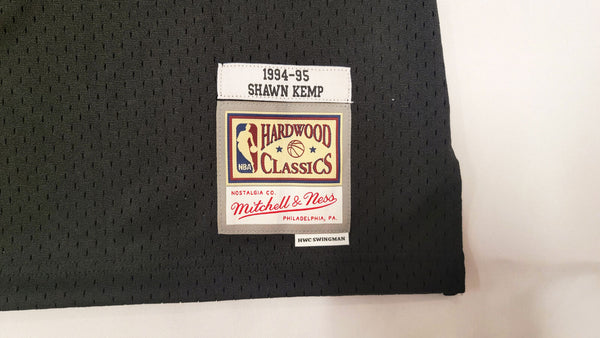 1994-95
SHAWN KEMP
NBA
HARDWOOD
CLASSICS
NOSTALGIA CO.
Mitchell & Ness
PHILADELPHIA, PA.
HWC SWINGMAN